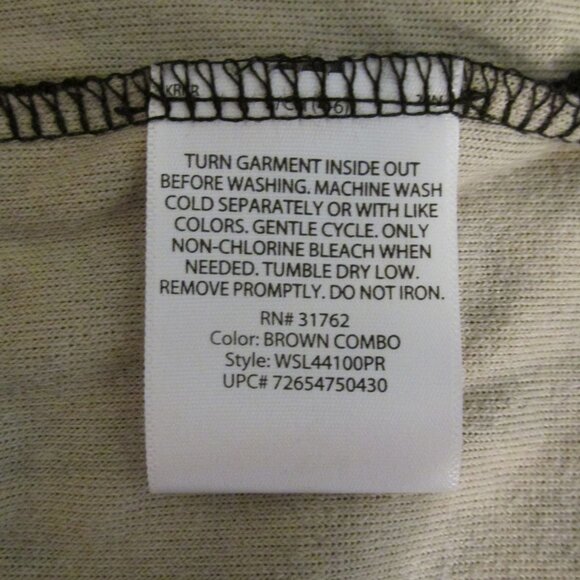 TURN GARMENT INSIDE OUT
BEFORE WASHING. MACHINE WASH
COLD SEPARATELY OR WITH LIKE
COLORS. GENTLE CYCLE. ONLY
NON-CHLORINE BLEACH WHEN
NEEDED. TUMBLE DRY LOW.
REMOVE PROMPTLY. DO NOT IRON.
RN# 31762
Color: BROWN COMBO
Style: WSL44100PR
UPC# 72654750430